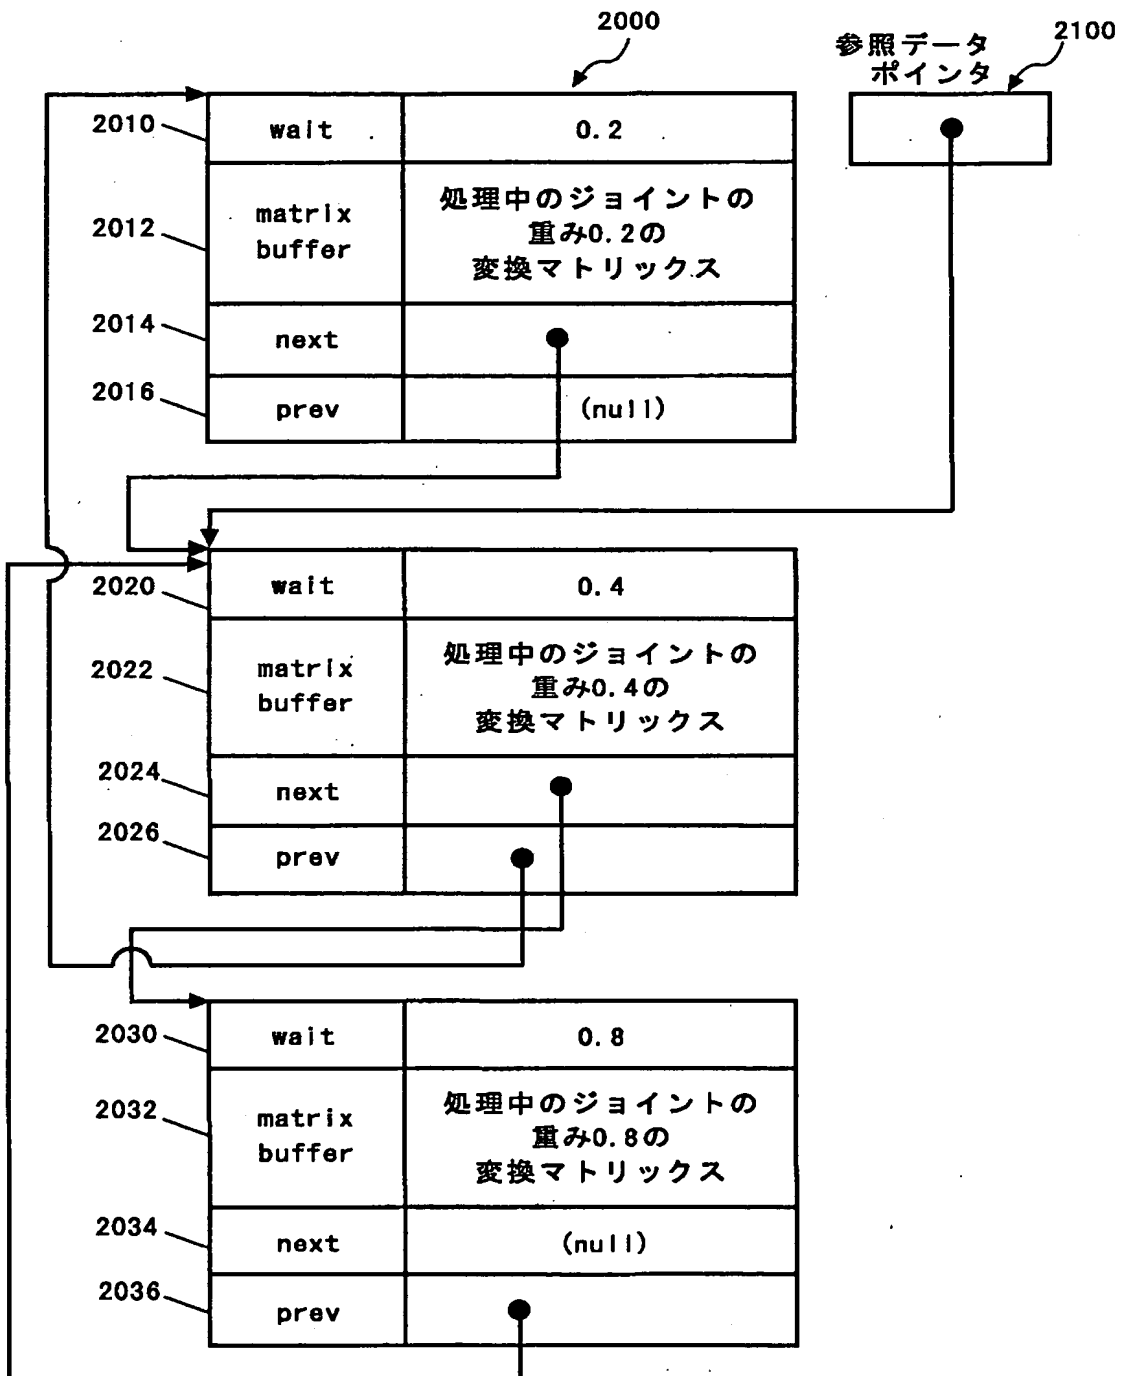 2000
2100
参照データ
ポインタ
2010
wait
0.2
2012
matrix
buffer
処理中のジョイントの
重み0.2の
変換マトリックス
2014
next
2016
prev
(null)
2020
wait
0.4
2022
matrix
buffer
処理中のジョイントの
重み0.4の
変換マトリックス
2024
next
2026
prev
2030
wait
0.8
2032
matrix
buffer
処理中のジョイントの
重み0.8の
変換マトリックス
2034
next
(null)
2036
prev